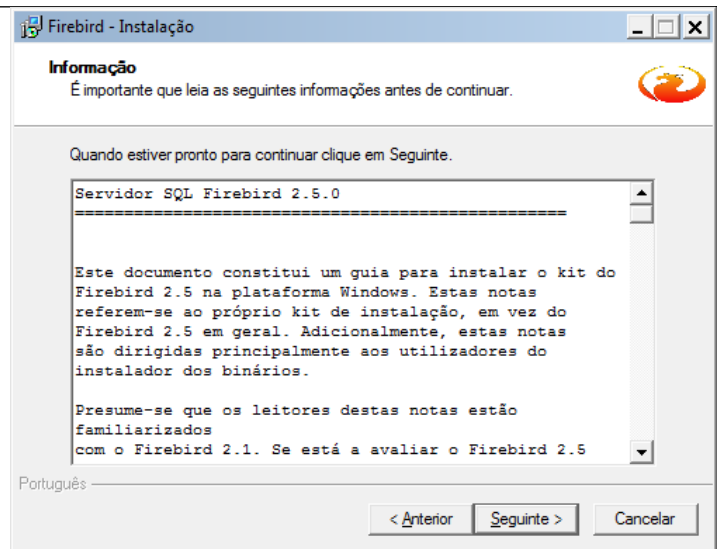 Firebird - Instalação
Informação
É importante que leia as seguintes informações antes de continuar.
Quando estiver pronto para continuar clique em Seguinte.
Servidor SQL Firebird 2.5.0
==================================================
Este documento constitui um guia para instalar o kit do
Firebird 2.5 na plataforma Windows. Estas notas
referem-se ao próprio kit de instalação, em vez do
Firebird 2.5 em geral. Adicionalmente, estas notas
são dirigidas principalmente aos utilizadores do
instalador dos binários.
Presume-se que os leitores destas notas estão
familiarizados
com o Firebird 2.1. Se está a avaliar o Firebird 2.5
Português
< Anterior
Seguinte >
Cancelar